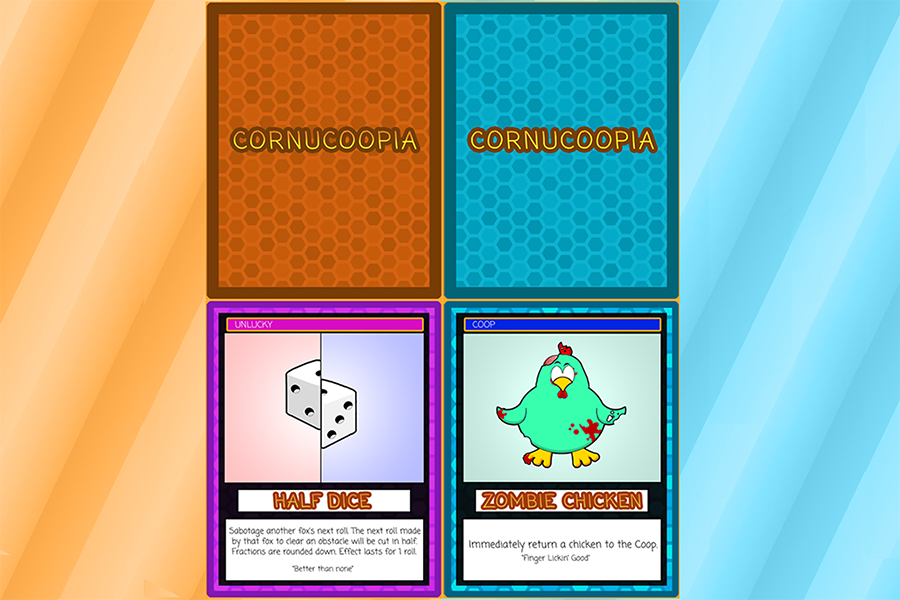 CORNUCOOPIA
CORNUCOOPIA
UNLUCKY
HALF DICE
Sabotage another fox's next roll. The next roll made
by that fox to clear an obstacle will be cut in half.
Fractions are rounded down. Effect lasts for 1 roll.
"Better than none"
COOP
ZOMBIE CHICKEN
Immediately return a chicken to the Coop.
"Finger Lickin' Good"